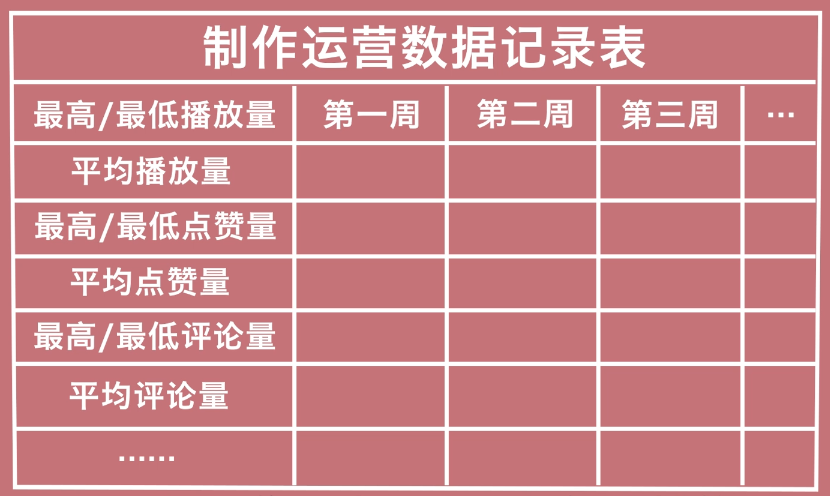 制作运营数据记录表
最高/最低播放量 第一周 第二周 第三周 ...
平均播放量
最高/最低点赞量
平均点赞量
最高/最低评论量
平均评论量
......